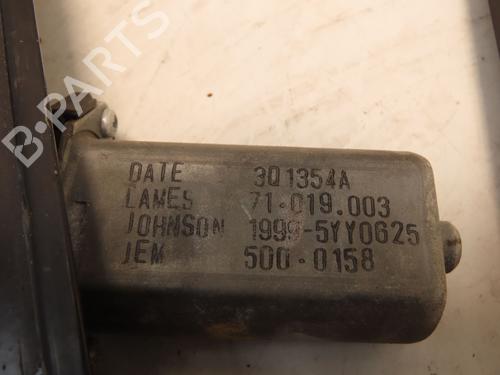 DATE 3Q1354A
LAMES 71.019.003
JOHNSON 1999-5YY0625
JEM 500-0158
B-PARTS